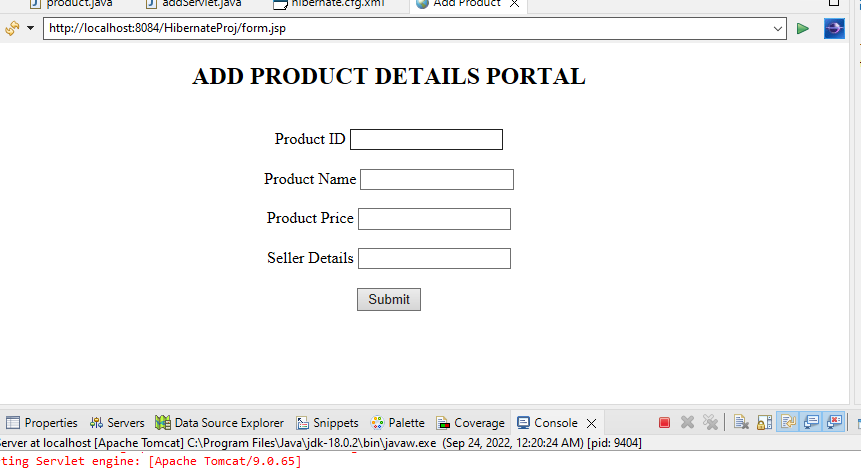 product.java addServlet.java hibernate.cfg.xml Add Product
http://localhost:8084/HibernateProj/form.jsp
ADD PRODUCT DETAILS PORTAL
Product ID
Product Name
Product Price
Seller Details
Submit
Properties Servers Data Source Explorer Snippets Palette Coverage Console
Server at localhost [Apache Tomcat] C:\Program Files\Java\jdk-18.0.2\bin\javaw.exe (Sep 24, 2022, 12:20:24 AM) [pid: 9404]
ting Servlet engine: [Apache Tomcat/9.0.65]